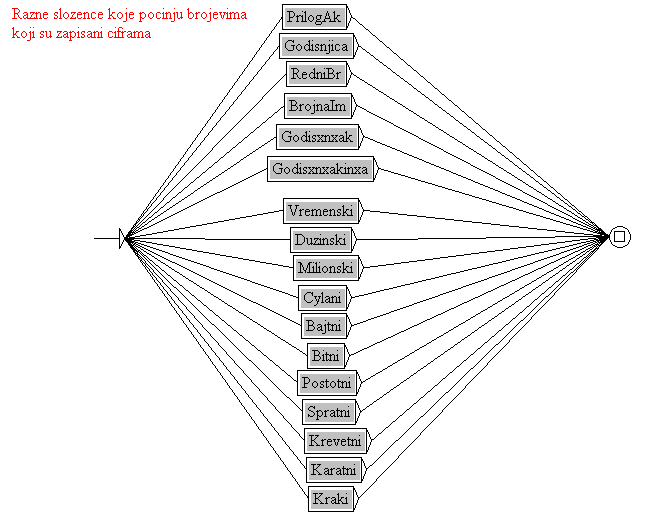 Razne slozence koje pocinju brojevima
koji su zapisani ciframa
PrilogAk
Godisnjica
RedniBr
BrojnaIm
Godisxnxak
Godisxnxakinxa
Vremenski
Duzinski
Milionski
Cylani
Bajtni
Bitni
Postotni
Spratni
Krevetni
Karatni
Kraki